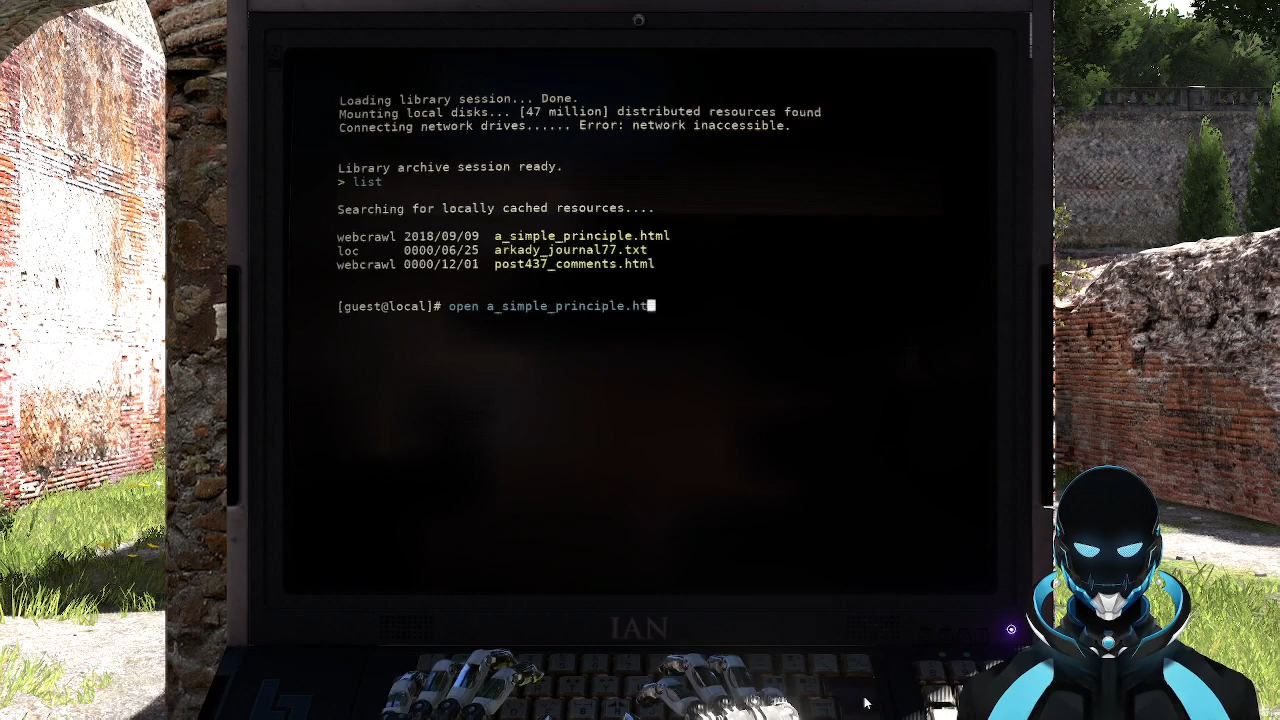 Loading library session... Done.
Mounting local disks... [47 million] distributed resources found
Connecting network drives...... Error: network inaccessible.
Library archive session ready.
> list
Searching for locally cached resources....
webcrawl 2018/09/09 a_simple_principle.html
loc 0000/06/25 arkady_journal77.txt
webcrawl 0000/12/01 post437_comments.html
[guest@local]# open a_simple_principle.ht
IAN